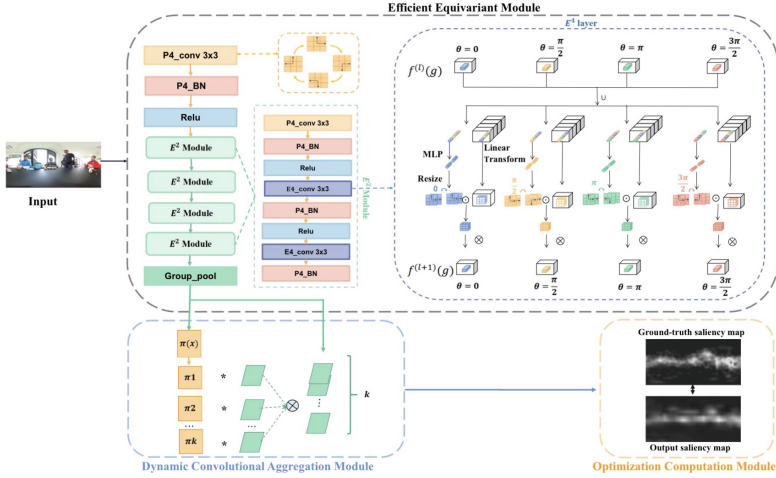 Efficient Equivariant Module
E⁴ layer
P4_conv 3x3
P4_BN
Relu
E² Module
E² Module
E² Module
E² Module
Group_pool
Input
P4_conv 3x3
P4_BN
Relu
E4_conv 3x3
P4_BN
Relu
E4_conv 3x3
P4_BN
E²Module
θ = 0
θ = π/2
θ = π
θ = 3π/2
f^(l)(g)
∪
MLP
Linear
Transform
Resize
0
π/2
π
3π/2
⊙
⊙
⊙
⊙
⊗
⊗
⊗
⊗
f^(l+1)(g)
θ = 0
θ = π/2
θ = π
θ = 3π/2
π(x)
π1
*
π2
*
...
...
πk
*
⊗
⋮
k
Dynamic Convolutional Aggregation Module
Ground-truth saliency map
Output saliency map
Optimization Computation Module